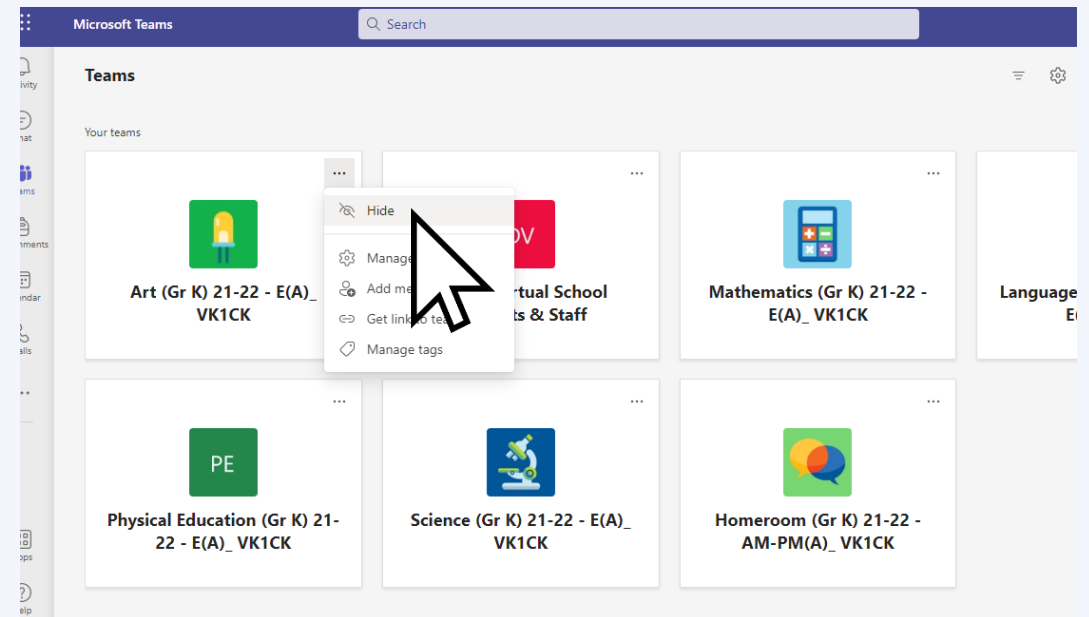 Microsoft Teams
Search
ivity
Teams
Your teams
hat
ams
nments
endar
alls
pps
elp
...
Hide
Manage
Add me
Get link to tea
Manage tags
Art (Gr K) 21-22 - E(A)_
VK1CK
...
OV
rtual School
ts & Staff
...
Mathematics (Gr K) 21-22 -
E(A)_ VK1CK
Language
E(
...
PE
Physical Education (Gr K) 21-
22 - E(A)_ VK1CK
...
Science (Gr K) 21-22 - E(A)_
VK1CK
...
Homeroom (Gr K) 21-22 -
AM-PM(A)_ VK1CK